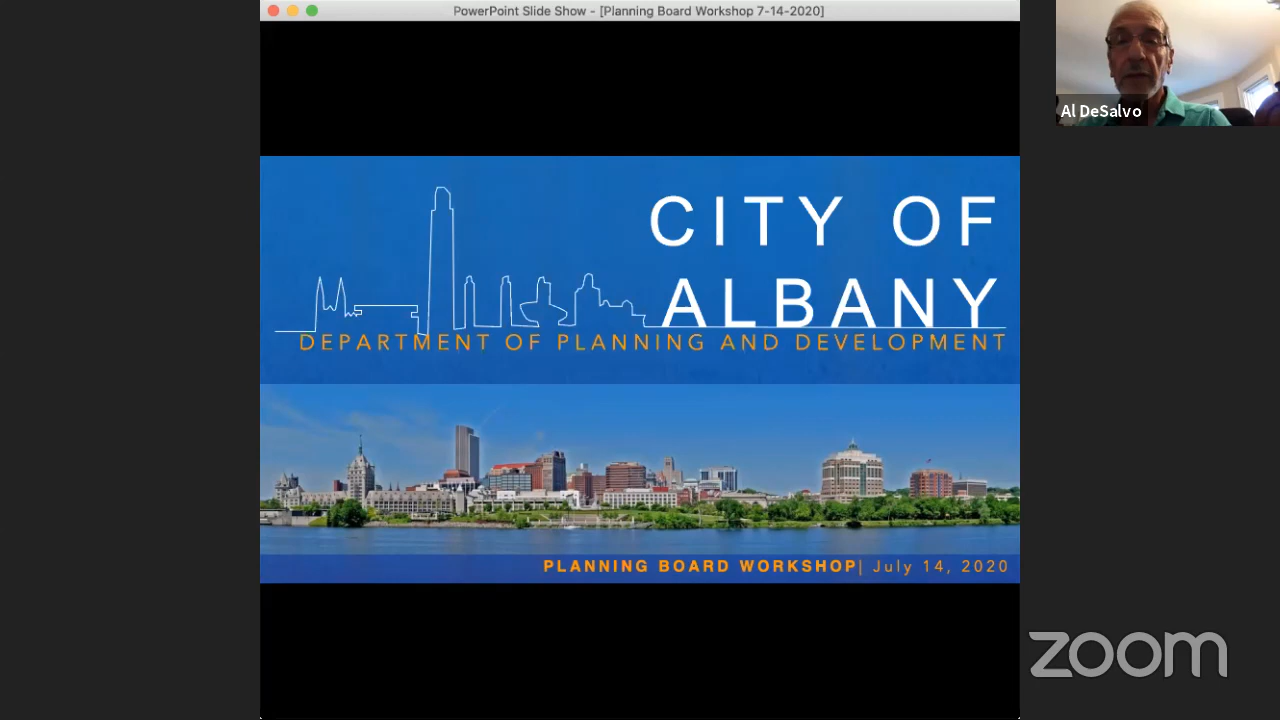 PowerPoint Slide Show - [Planning Board Workshop 7-14-2020]
Al DeSalvo
CITY OF
ALBANY
DEPARTMENT OF PLANNING AND DEVELOPMENT
PLANNING BOARD WORKSHOP| July 14, 2020
zoom